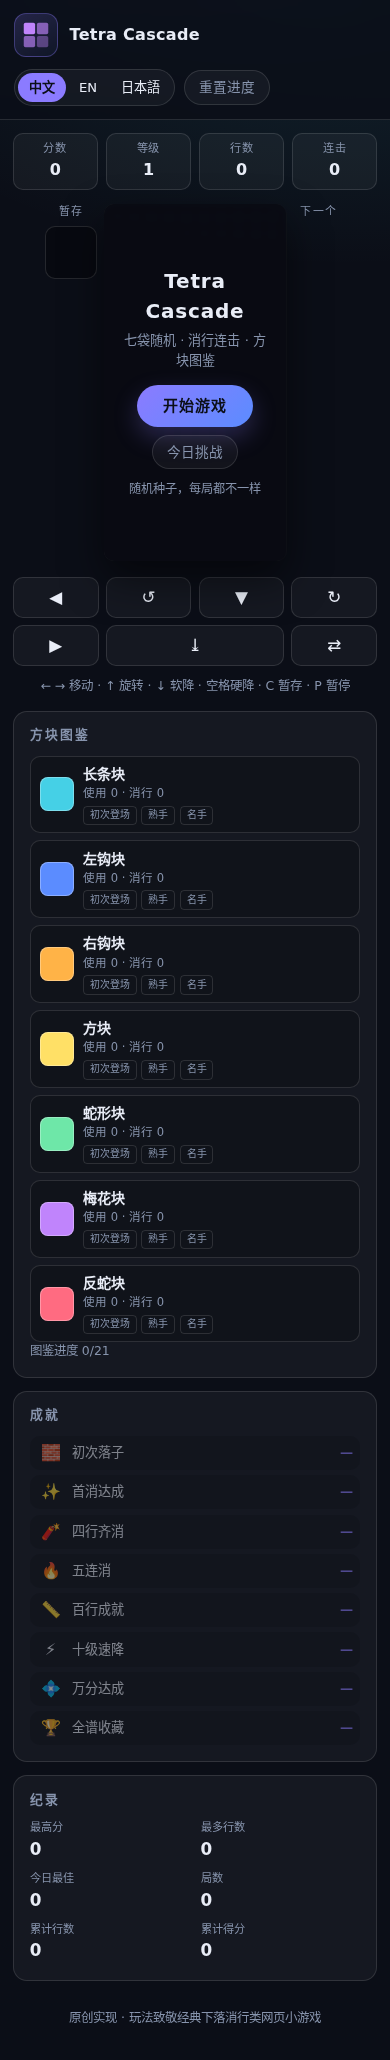 Tetra Cascade
中文 EN 日本語 重置进度
分数 等级 行数 连击
0 1 0 0
暂存 下一个
Tetra
Cascade
七袋随机 · 消行连击 · 方
块图鉴
开始游戏
今日挑战
随机种子，每局都不一样
◀ ↺ ▼ ↻
▶ ⤓ ⇄
← → 移动 · ↑ 旋转 · ↓ 软降 · 空格硬降 · C 暂存 · P 暂停
方块图鉴
长条块
使用 0 · 消行 0
初次登场 熟手 名手
左钩块
使用 0 · 消行 0
初次登场 熟手 名手
右钩块
使用 0 · 消行 0
初次登场 熟手 名手
方块
使用 0 · 消行 0
初次登场 熟手 名手
蛇形块
使用 0 · 消行 0
初次登场 熟手 名手
梅花块
使用 0 · 消行 0
初次登场 熟手 名手
反蛇块
使用 0 · 消行 0
初次登场 熟手 名手
图鉴进度 0/21
成就
初次落子 —
首消达成 —
四行齐消 —
五连消 —
百行成就 —
十级速降 —
万分达成 —
全谱收藏 —
纪录
最高分 最多行数
0 0
今日最佳 局数
0 0
累计行数 累计得分
0 0
原创实现 · 玩法致敬经典下落消行类网页小游戏